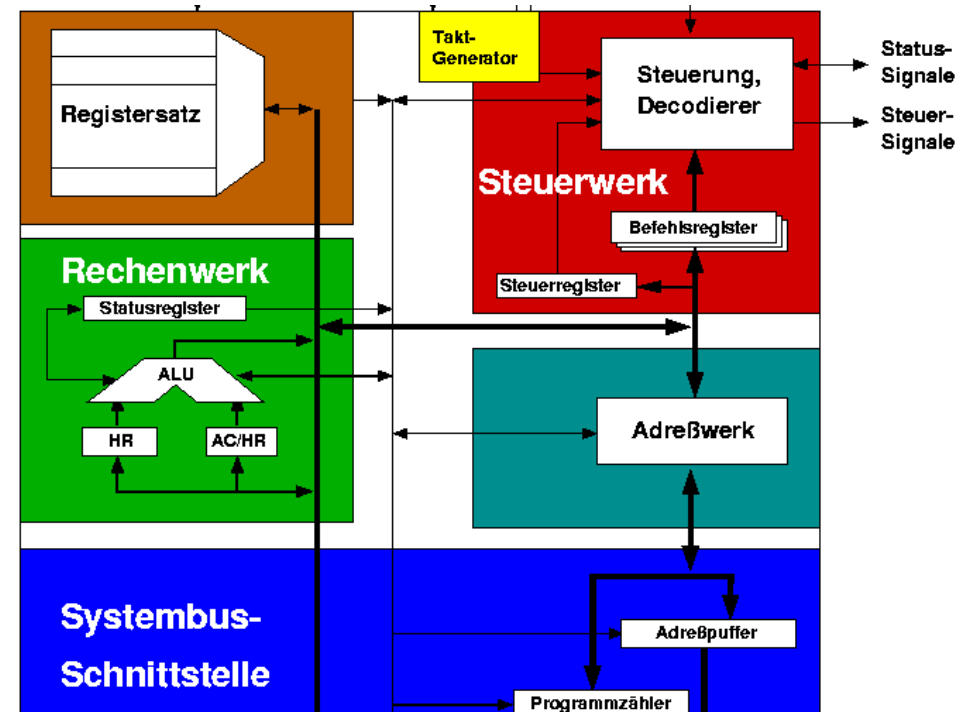 Takt-
Generator
Steuerung,
Decodierer
Status-
Signale
Steuer-
Signale
Registersatz
Steuerwerk
Befehlsregister
Rechenwerk
Steuerregister
Statusregister
ALU
HR
AC/HR
Adreßwerk
Systembus-
Schnittstelle
Adreßpuffer
Programmzähler